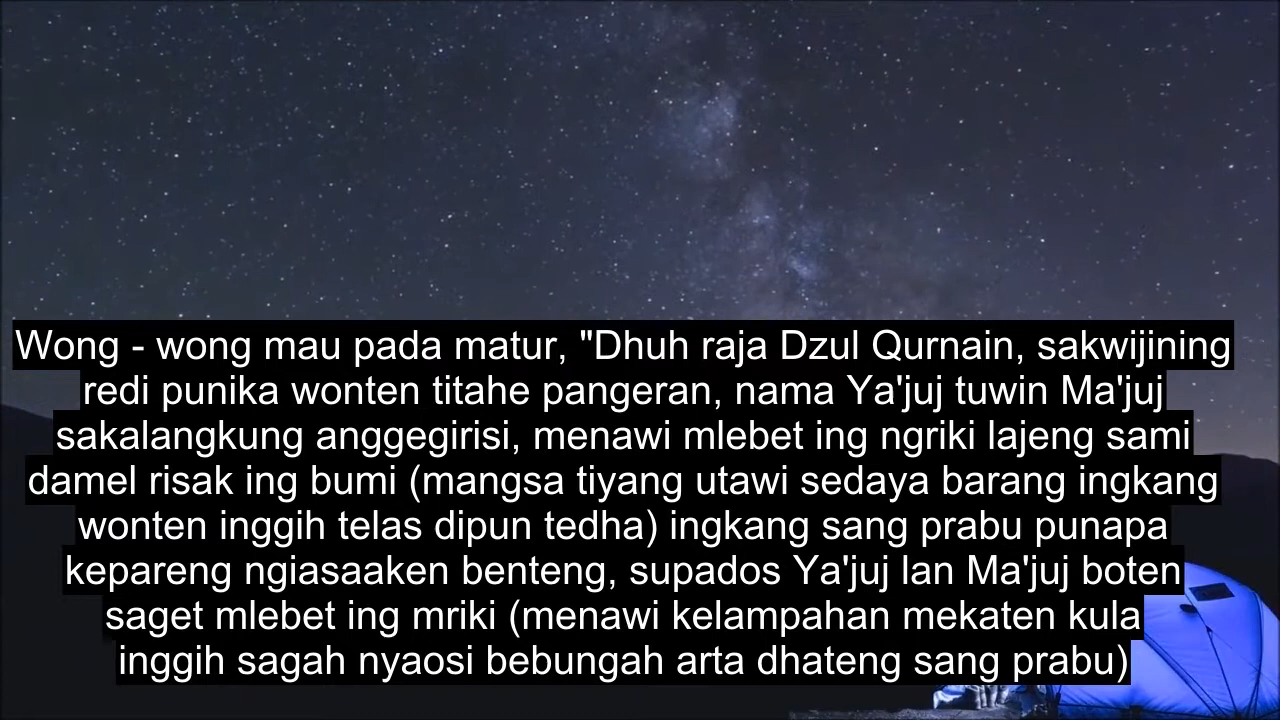 Wong - wong mau pada matur, "Dhuh raja Dzul Qurnain, sakwijining
redi punika wonten titahe pangeran, nama Ya'juj tuwin Ma'juj
sakalangkung anggegirisi, menawi mlebet ing ngriki lajeng sami
damel risak ing bumi (mangsa tiyang utawi sedaya barang ingkang
wonten inggih telas dipun tedha) ingkang sang prabu punapa
kepareng ngiasaaken benteng, supados Ya'juj lan Ma'juj boten
saget mlebet ing mriki (menawi kelampahan mekaten kula
inggih sagah nyaosi bebungah arta dhateng sang prabu)